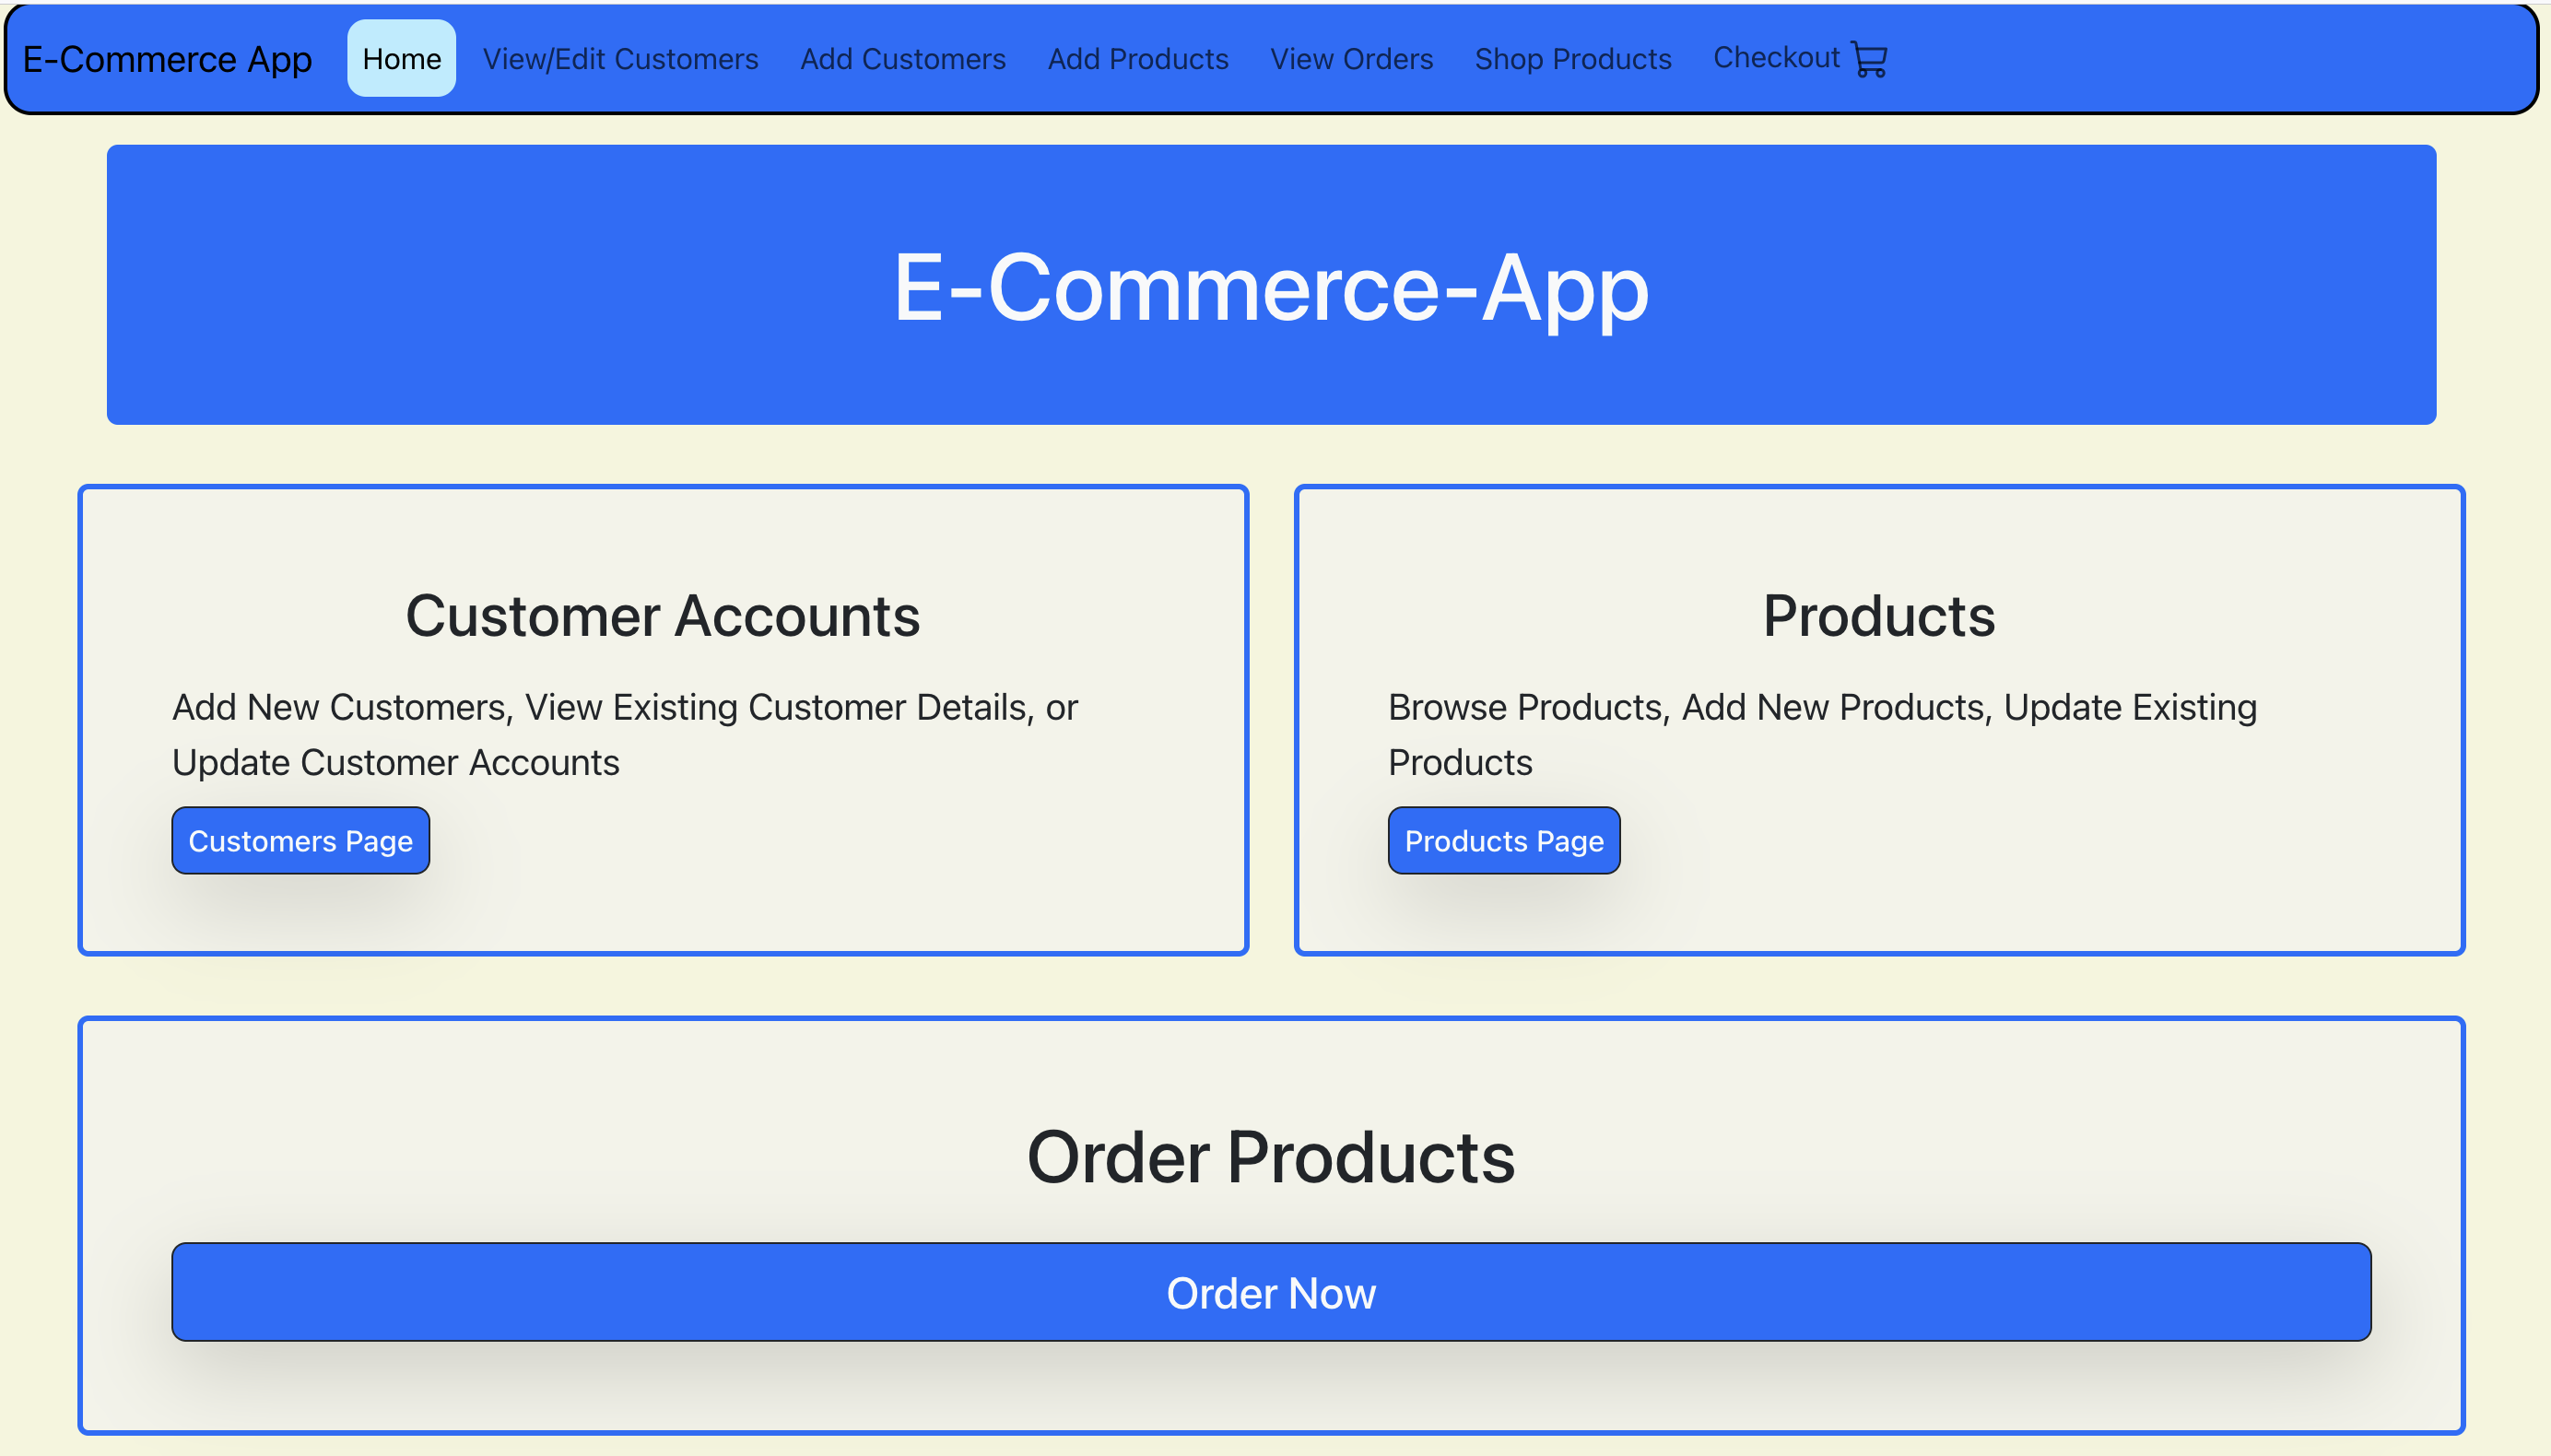 E-Commerce App Home View/Edit Customers Add Customers Add Products View Orders Shop Products Checkout
E-Commerce-App
Customer Accounts
Add New Customers, View Existing Customer Details, or
Update Customer Accounts
Customers Page
Products
Browse Products, Add New Products, Update Existing
Products
Products Page
Order Products
Order Now